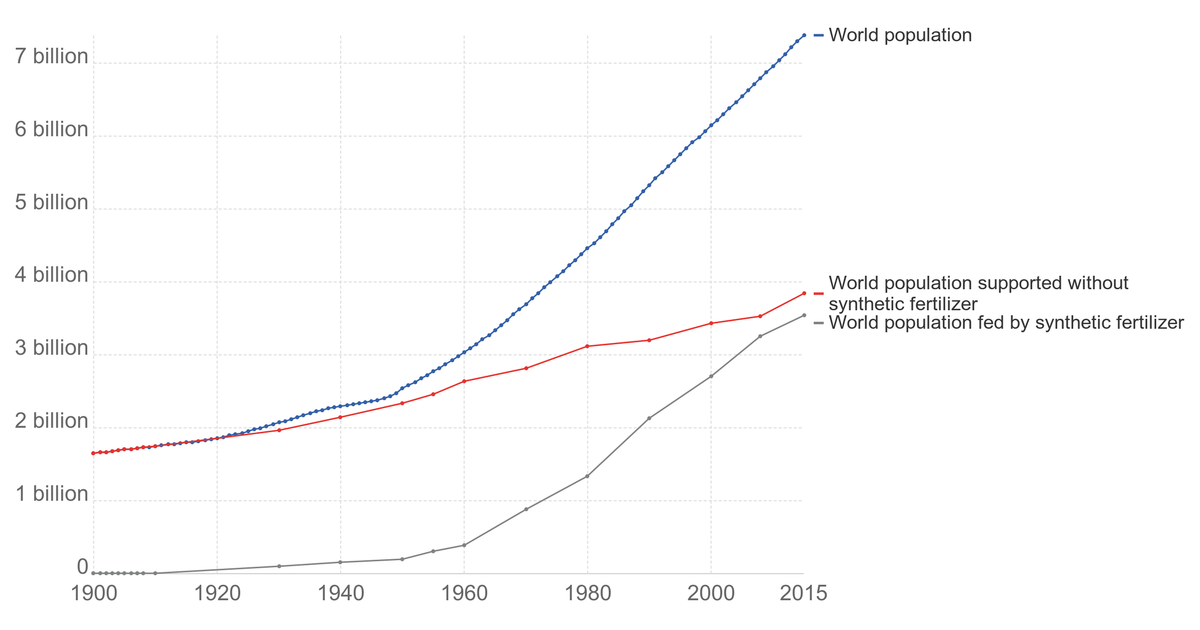 7 billion
6 billion
5 billion
4 billion
3 billion
2 billion
1 billion
0
1900 1920 1940 1960 1980 2000 2015
World population
World population supported without
synthetic fertilizer
World population fed by synthetic fertilizer